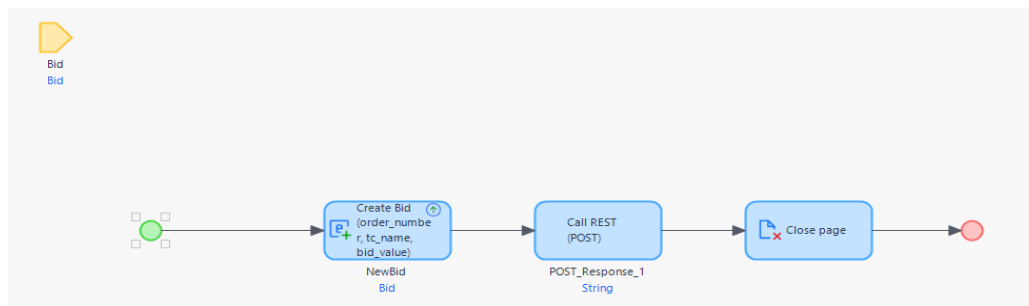 Bid
Bid
Create Bid
(order_numbe
r, tc_name,
bid_value)
NewBid
Bid
Call REST
(POST)
POST_Response_1
String
Close page